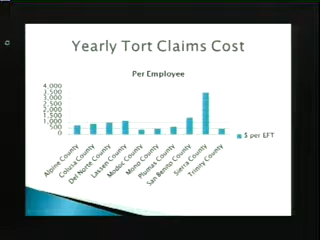 Yearly Tort Claims Cost
Per Employee
4,000
3,500
3,000
2,500
2,000
1,500
1,000
500
0
Alpine County
Colusa County
Del Norte County
Lassen County
Modoc County
Mono County
Plumas County
San Benito County
Sierra County
Trinity County
$ per EFT